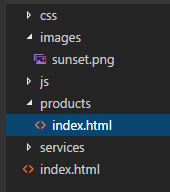 css
images
sunset.png
js
products
index.html
services
index.html